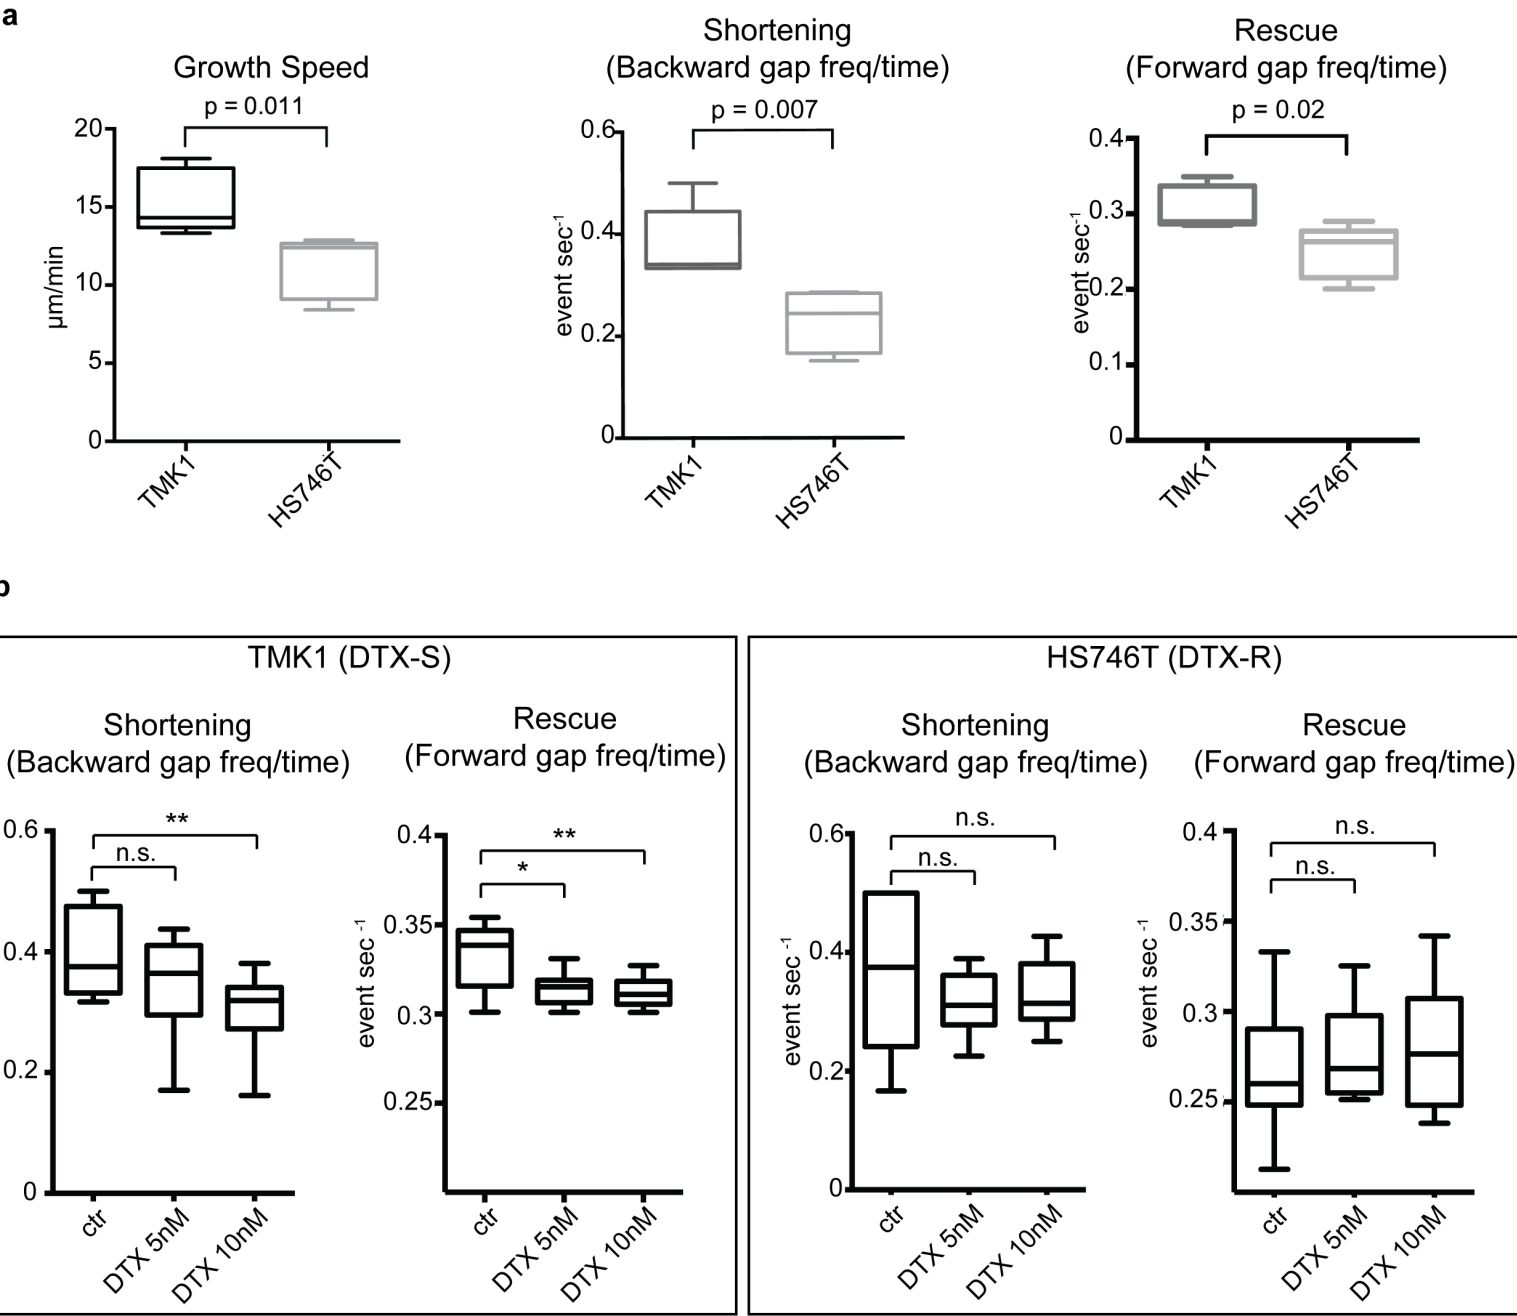 a
Growth Speed
p = 0.011
20
15
10
5
0
µm/min
TMK1
HS746T
Shortening
(Backward gap freq/time)
p = 0.007
0.6
0.4
0.2
0
event sec-1
TMK1
HS746T
Rescue
(Forward gap freq/time)
p = 0.02
0.4
0.3
0.2
0.1
0
event sec-1
TMK1
HS746T
b
TMK1 (DTX-S)
Shortening
(Backward gap freq/time)
**
n.s.
0.6
0.4
0.2
0
ctr
DTX 5nM
DTX 10nM
Rescue
(Forward gap freq/time)
**
*
0.4
0.35
0.3
0.25
event sec -1
ctr
DTX 5nM
DTX 10nM
HS746T (DTX-R)
Shortening
(Backward gap freq/time)
n.s.
n.s.
0.6
0.4
0.2
0
event sec -1
ctr
DTX 5nM
DTX 10nM
Rescue
(Forward gap freq/time)
n.s.
n.s.
0.4
0.35
0.3
0.25
event sec -1
ctr
DTX 5nM
DTX 10nM